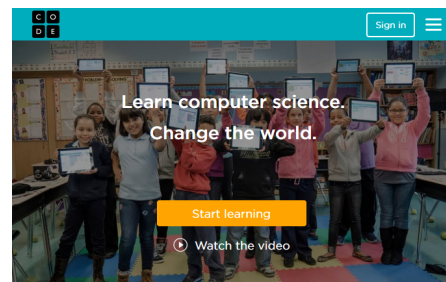 C O
D E
Sign in
Learn computer science.
Change the world.
Start learning
Watch the video